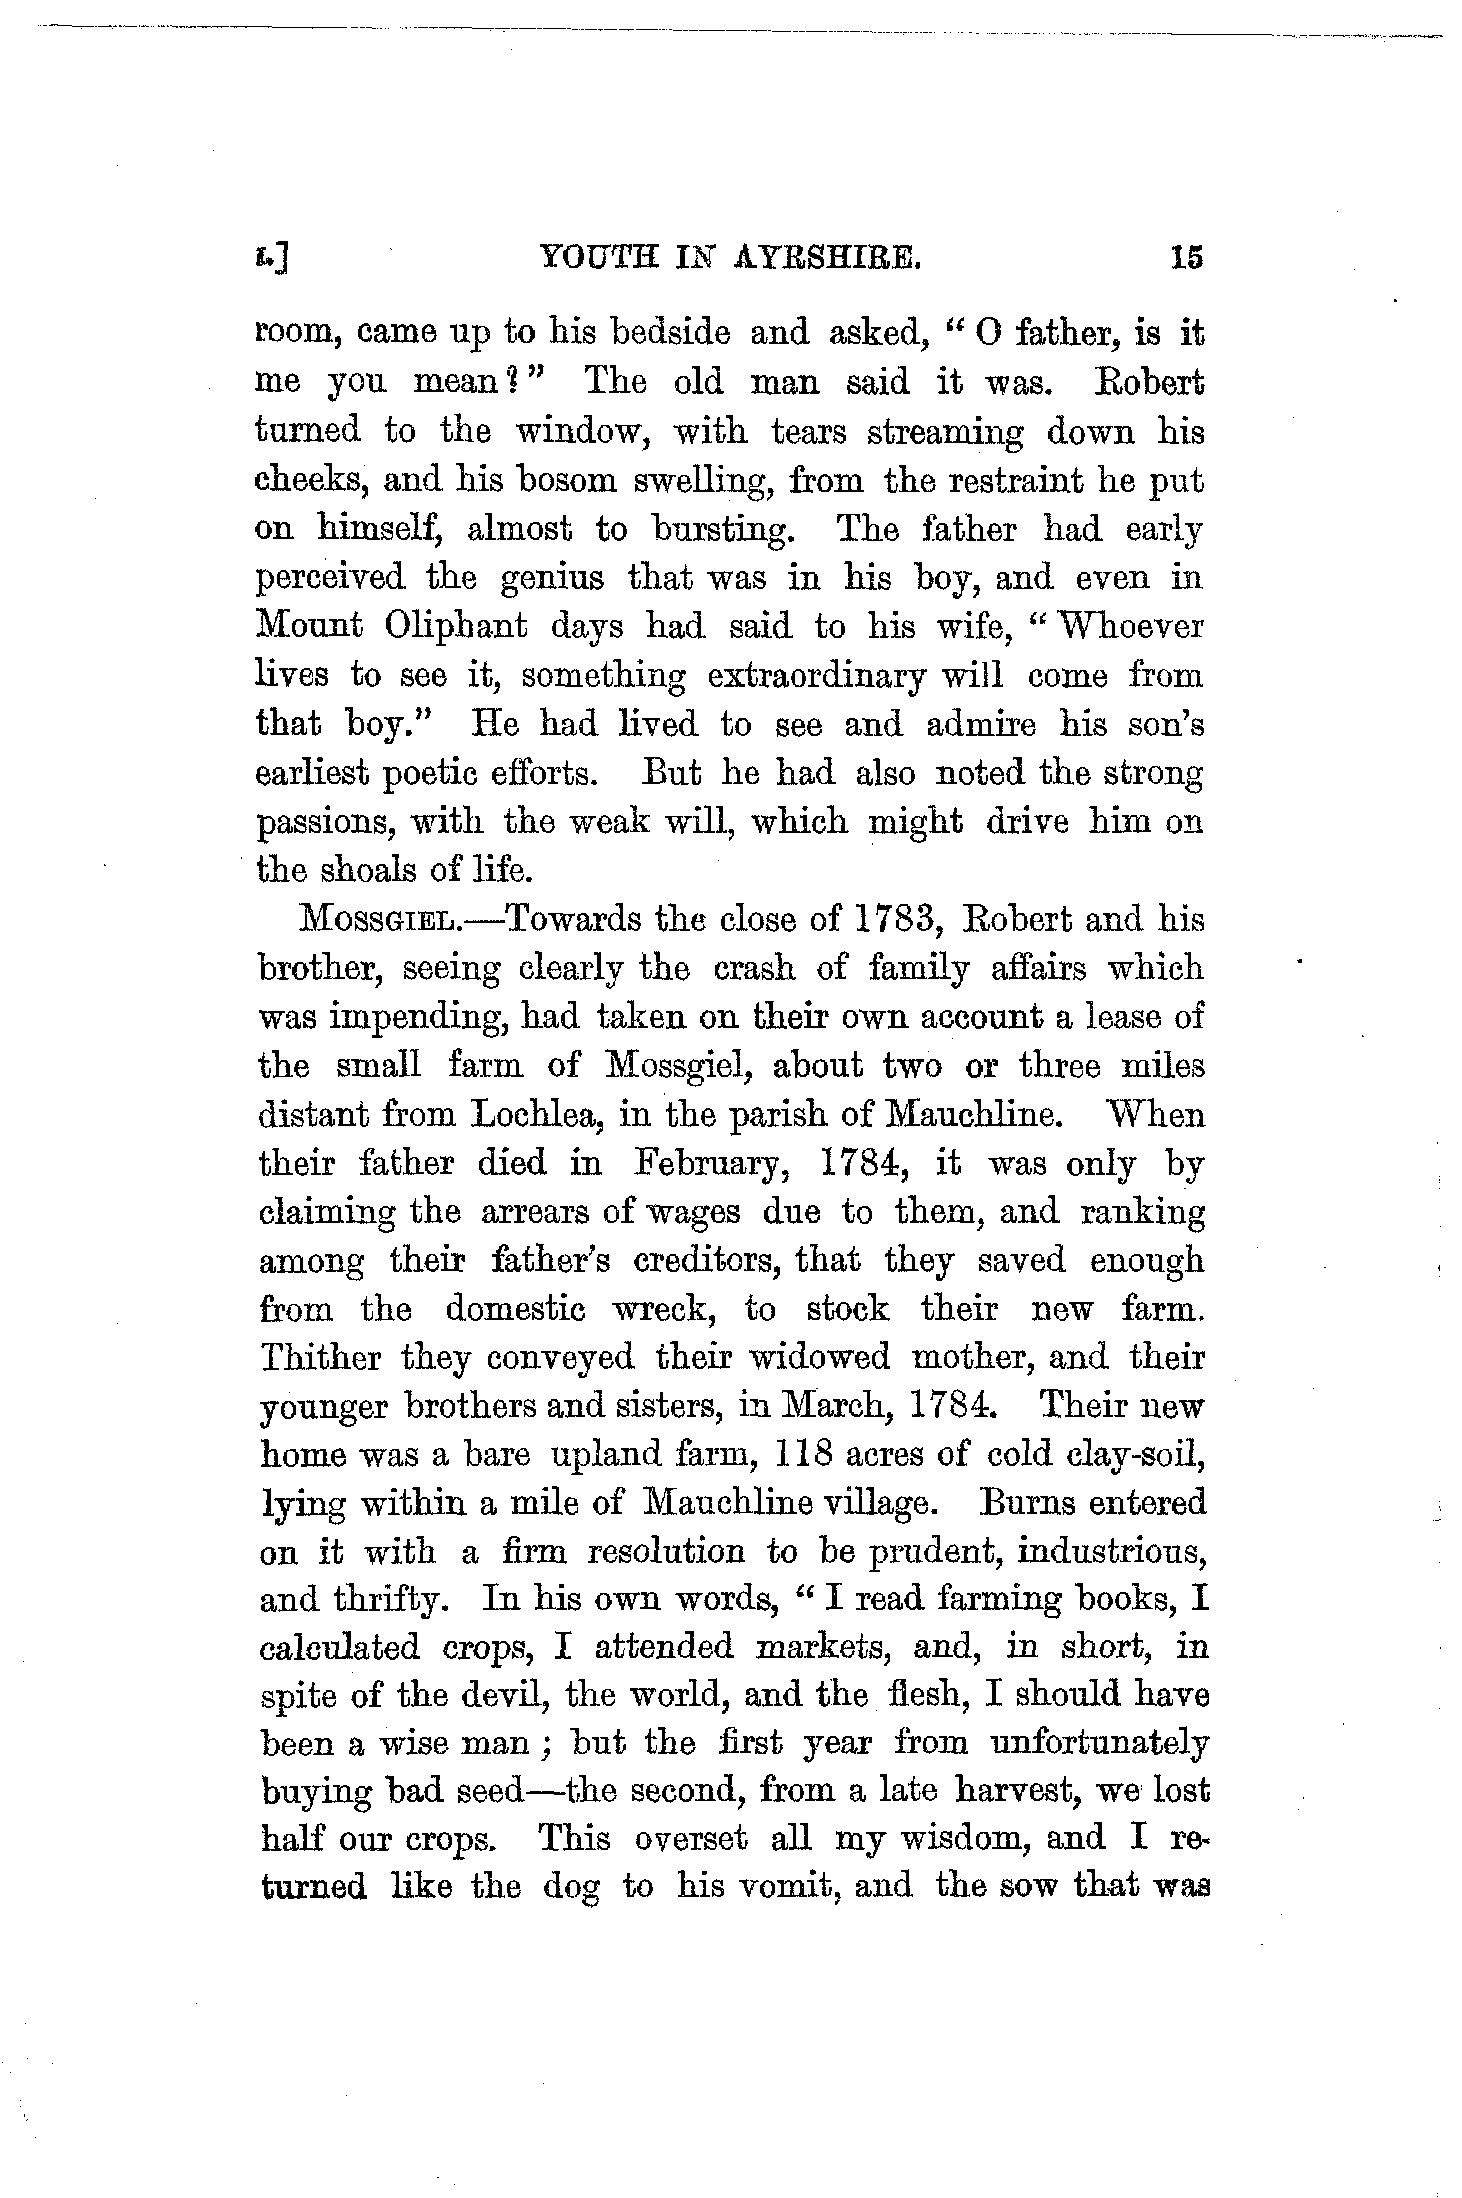 I.] YOUTH IN AYRSHIRE. 15
room, came up to his bedside and asked, “ O father, is it
me you mean? ” The old man said it was. Robert
turned to the window, with tears streaming down his
cheeks, and his bosom swelling, from the restraint he put
on himself, almost to bursting. The father had early
perceived the genius that was in his boy, and even in
Mount Oliphant days had said to his wife, “ Whoever
lives to see it, something extraordinary will come from
that boy.” He had lived to see and admire his son’s
earliest poetic efforts. But he had also noted the strong
passions, with the weak will, which might drive him on
the shoals of life.
MOSSGIEL.—Towards the close of 1783, Robert and his
brother, seeing clearly the crash of family affairs which
was impending, had taken on their own account a lease of
the small farm of Mossgiel, about two or three miles
distant from Lochlea, in the parish of Mauchline. When
their father died in February, 1784, it was only by
claiming the arrears of wages due to them, and ranking
among their father’s creditors, that they saved enough
from the domestic wreck, to stock their new farm.
Thither they conveyed their widowed mother, and their
younger brothers and sisters, in March, 1784. Their new
home was a bare upland farm, 118 acres of cold clay-soil,
lying within a mile of Mauchline village. Burns entered
on it with a firm resolution to be prudent, industrious,
and thrifty. In his own words, “ I read farming books, I
calculated crops, I attended markets, and, in short, in
spite of the devil, the world, and the flesh, I should have
been a wise man ; but the first year from unfortunately
buying bad seed—the second, from a late harvest, we lost
half our crops. This overset all my wisdom, and I re-
turned like the dog to his vomit, and the sow that was